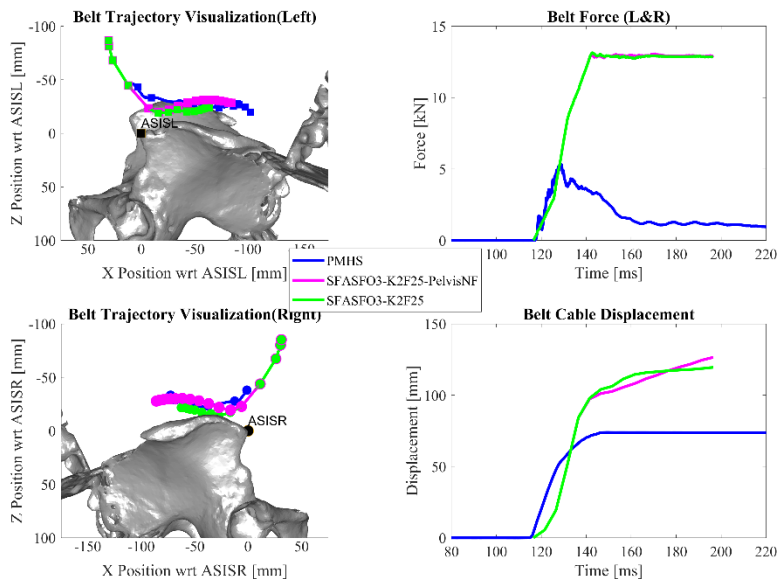 Belt Trajectory Visualization(Left)
-100
-50
0
50
100
Z Position wrt ASISL [mm]
ASISL
50
0
-50
-100
-150
X Position wrt ASISL [mm]
Belt Force (L&R)
15
10
5
0
Force [kN]
80
100
120
140
160
180
200
220
Time [ms]
PMHS
SFASFO3-K2F25-PelvisNF
SFASFO3-K2F25
Belt Trajectory Visualization(Right)
-100
-50
0
50
100
Z Position wrt ASISR [mm]
ASISR
-150
-100
-50
0
50
X Position wrt ASISR [mm]
Belt Cable Displacement
150
100
50
0
Displacement [mm]
80
100
120
140
160
180
200
220
Time [ms]